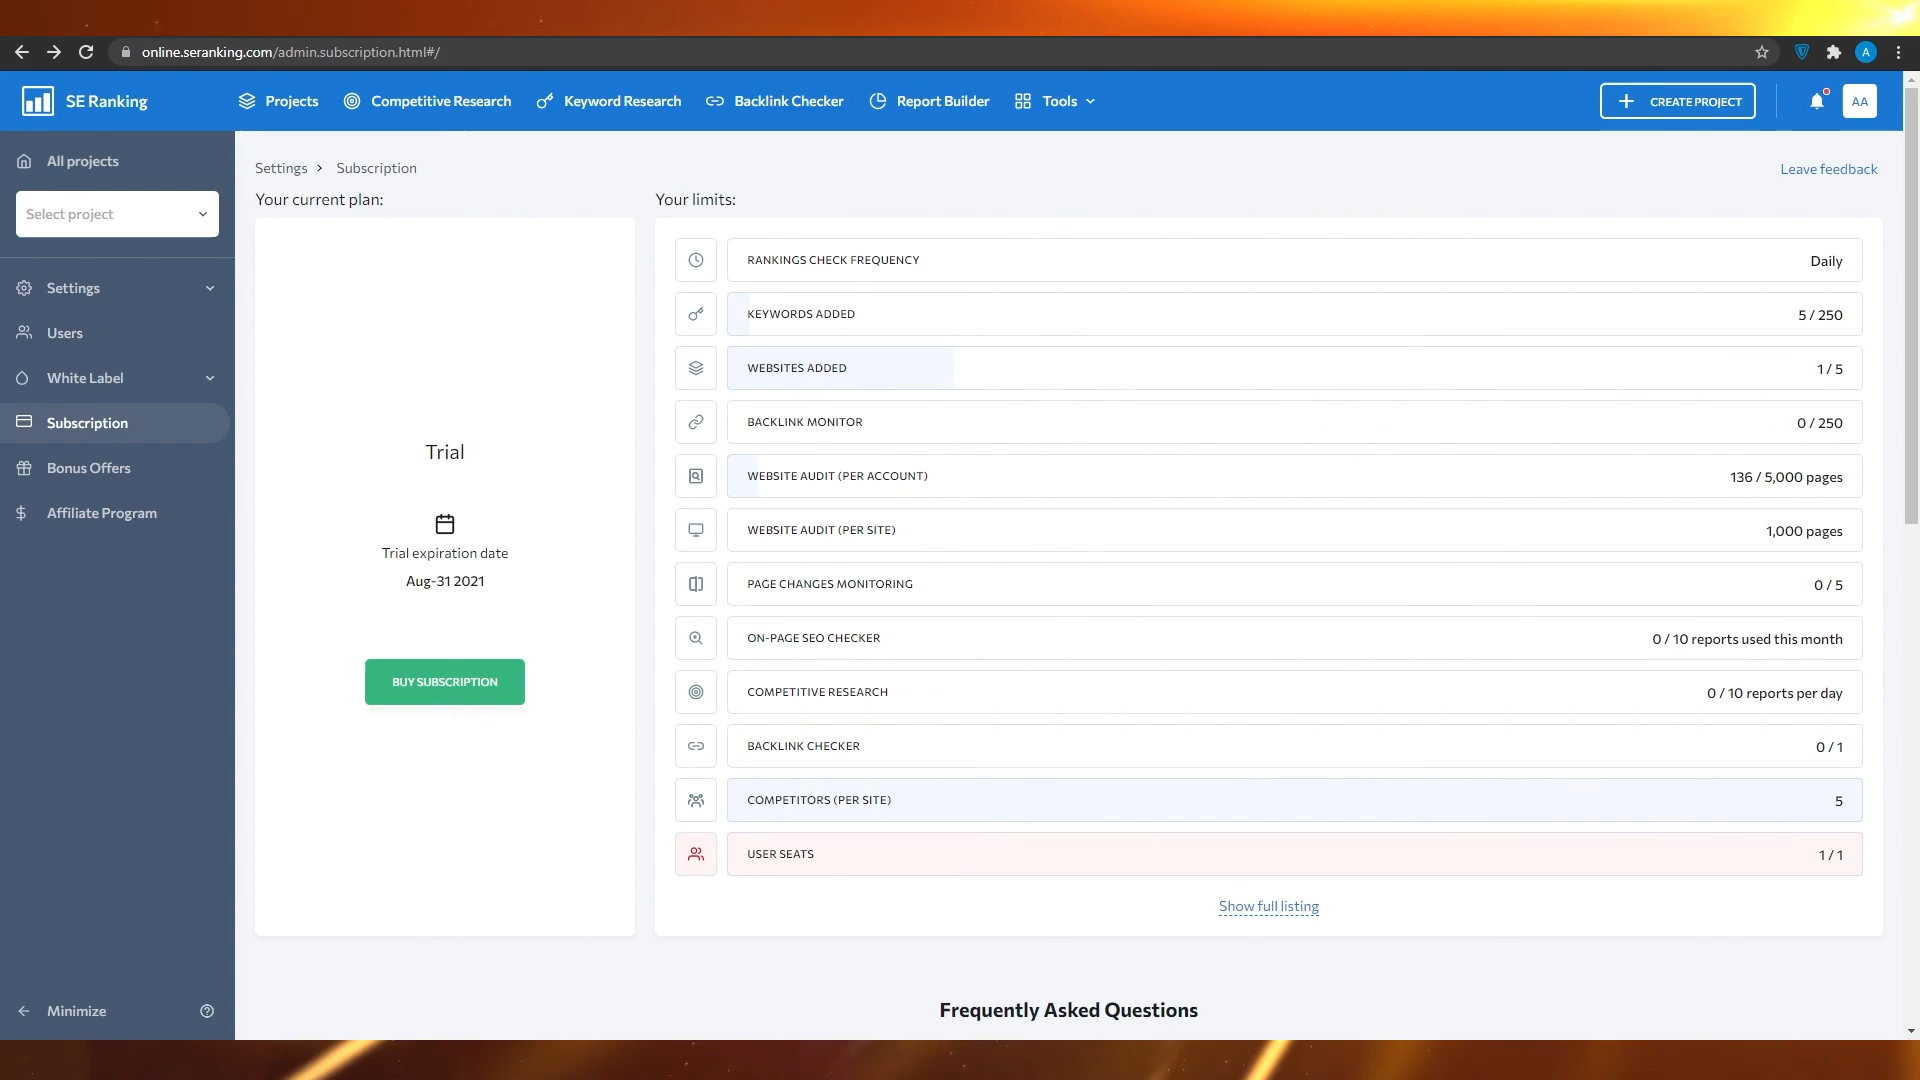 online.seranking.com/admin.subscription.html#/
A
SE Ranking
Projects
Competitive Research
Keyword Research
Backlink Checker
Report Builder
Tools
CREATE PROJECT
AA
All projects
Select project
Settings
Users
White Label
Subscription
Bonus Offers
Affiliate Program
Minimize
Settings > Subscription
Leave feedback
Your current plan:
Trial
Trial expiration date
Aug-31 2021
BUY SUBSCRIPTION
Your limits:
RANKINGS CHECK FREQUENCY Daily
KEYWORDS ADDED 5 / 250
WEBSITES ADDED 1 / 5
BACKLINK MONITOR 0 / 250
WEBSITE AUDIT (PER ACCOUNT) 136 / 5,000 pages
WEBSITE AUDIT (PER SITE) 1,000 pages
PAGE CHANGES MONITORING 0 / 5
ON-PAGE SEO CHECKER 0 / 10 reports used this month
COMPETITIVE RESEARCH 0 / 10 reports per day
BACKLINK CHECKER 0 / 1
COMPETITORS (PER SITE) 5
USER SEATS 1 / 1
Show full listing
Frequently Asked Questions